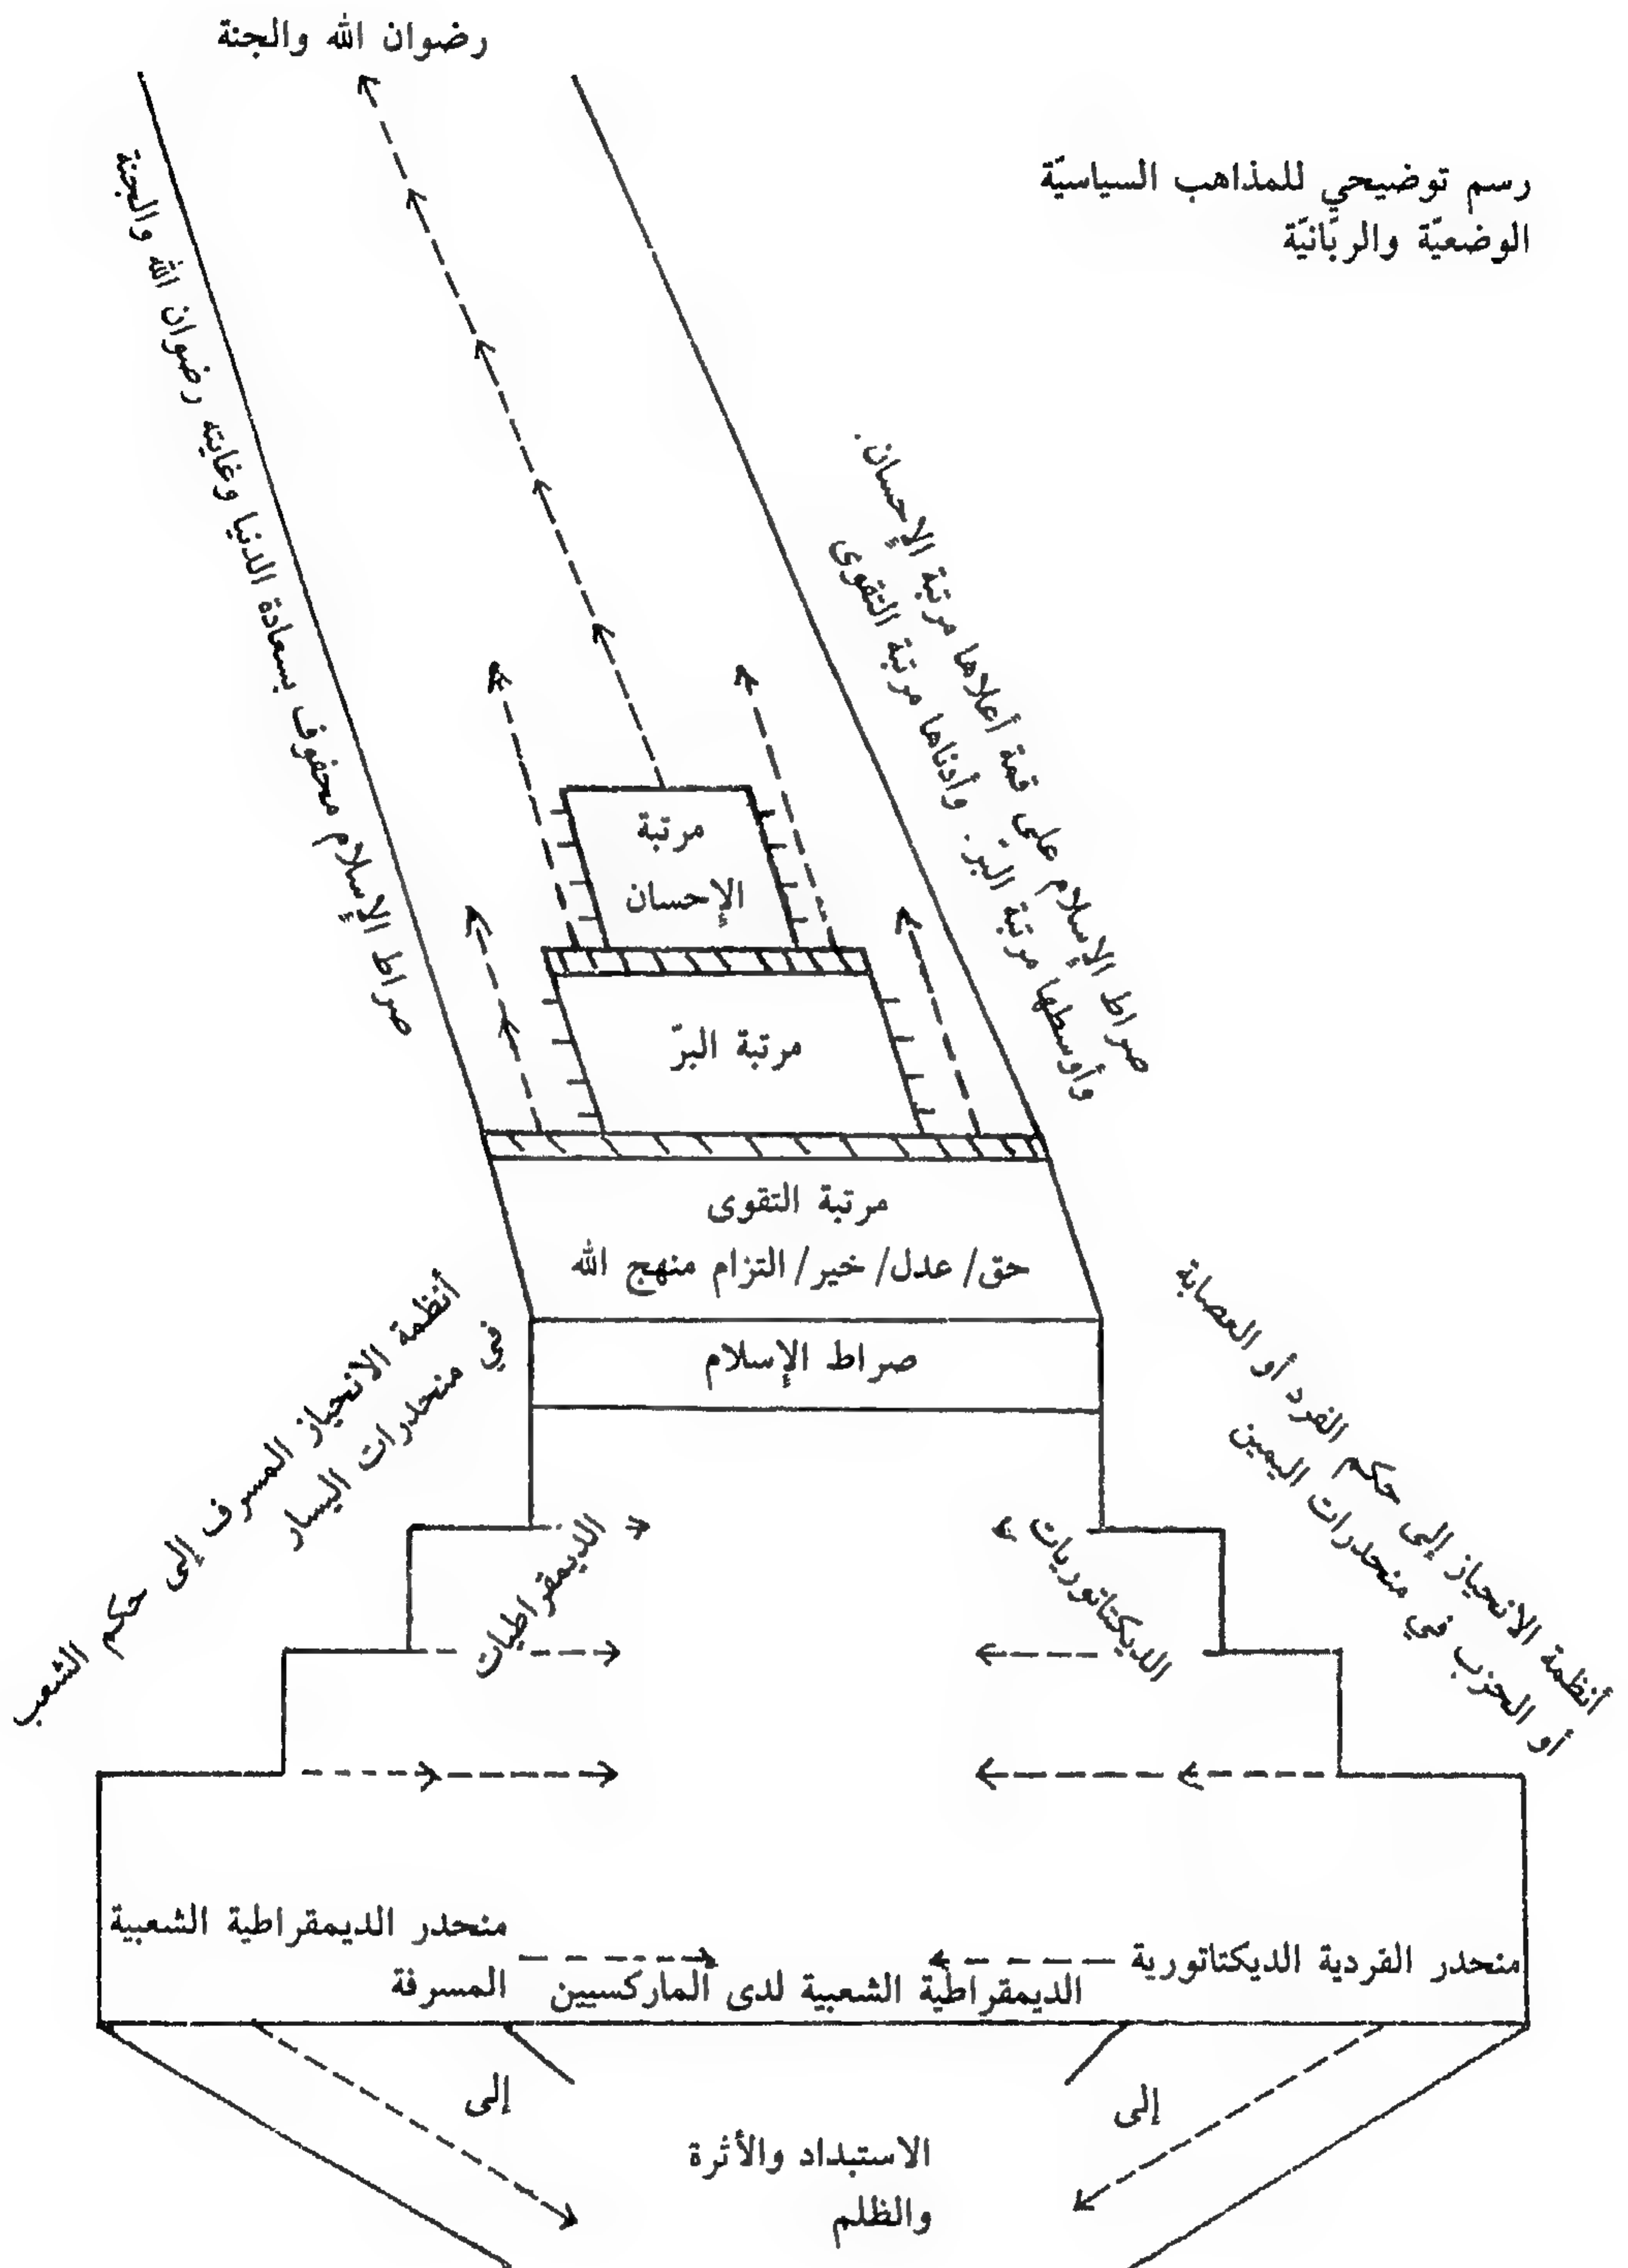 رضوان الله والجنة
رسم توضيحي للمذاهب السياسيّة
الوضعيّة والربّانيّة
صراط الإسلام محفوف بسعادة الدنيا وغايته رضوان الله والجنة
صراط الإسلام على قمة أعلاها مرتبة الإحسان.
وأوسطها مرتبة البرّ. وأدناها مرتبة التقوى
مرتبة
الإحسان
مرتبة البرّ
مرتبة التقوى
حق/ عدل/ خير/ التزام منهج الله
صراط الإسلام
أنظمة الانحياز إلى حكم الفرد أو العصابة
أو الحزب في منحدرات اليمين
أنظمة الانحياز المسرف إلى حكم الشعب
في منحدرات اليسار
الديكتاتوريات
الديمقراطيات
منحدر الفردية الديكتاتورية
منحدر الديمقراطية الشعبية
المسرفة
الديمقراطية الشعبية لدى الماركسيين
إلى
إلى
الاستبداد والأثرة
والظلم